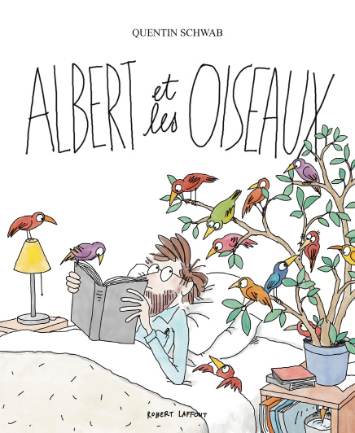 QUENTIN SCHWAB
ALBERT et les OISEAUX
ROBERT LAFFONT